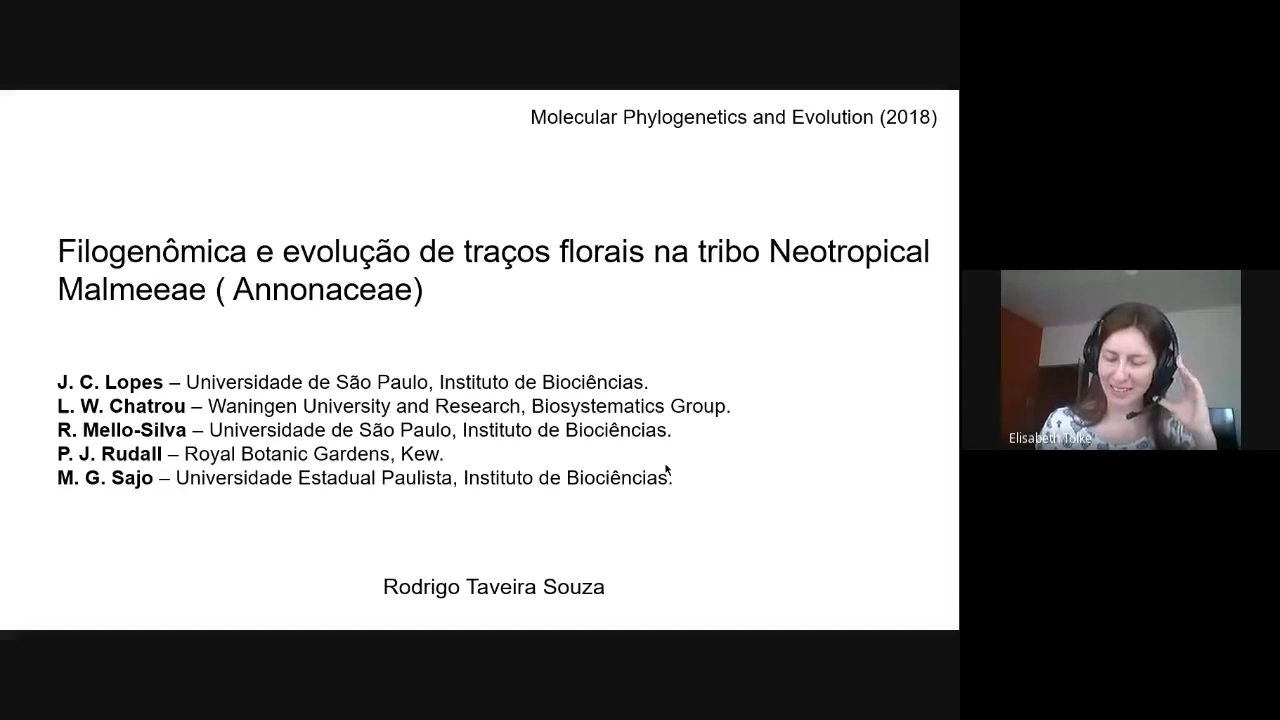 Molecular Phylogenetics and Evolution (2018)
Filogenômica e evolução de traços florais na tribo Neotropical
Malmeeae ( Annonaceae)
J. C. Lopes – Universidade de São Paulo, Instituto de Biociências.
L. W. Chatrou – Waningen University and Research, Biosystematics Group.
R. Mello-Silva – Universidade de São Paulo, Instituto de Biociências.
P. J. Rudall – Royal Botanic Gardens, Kew.
M. G. Sajo – Universidade Estadual Paulista, Instituto de Biociências.
Rodrigo Taveira Souza
Elisabeth Tölke